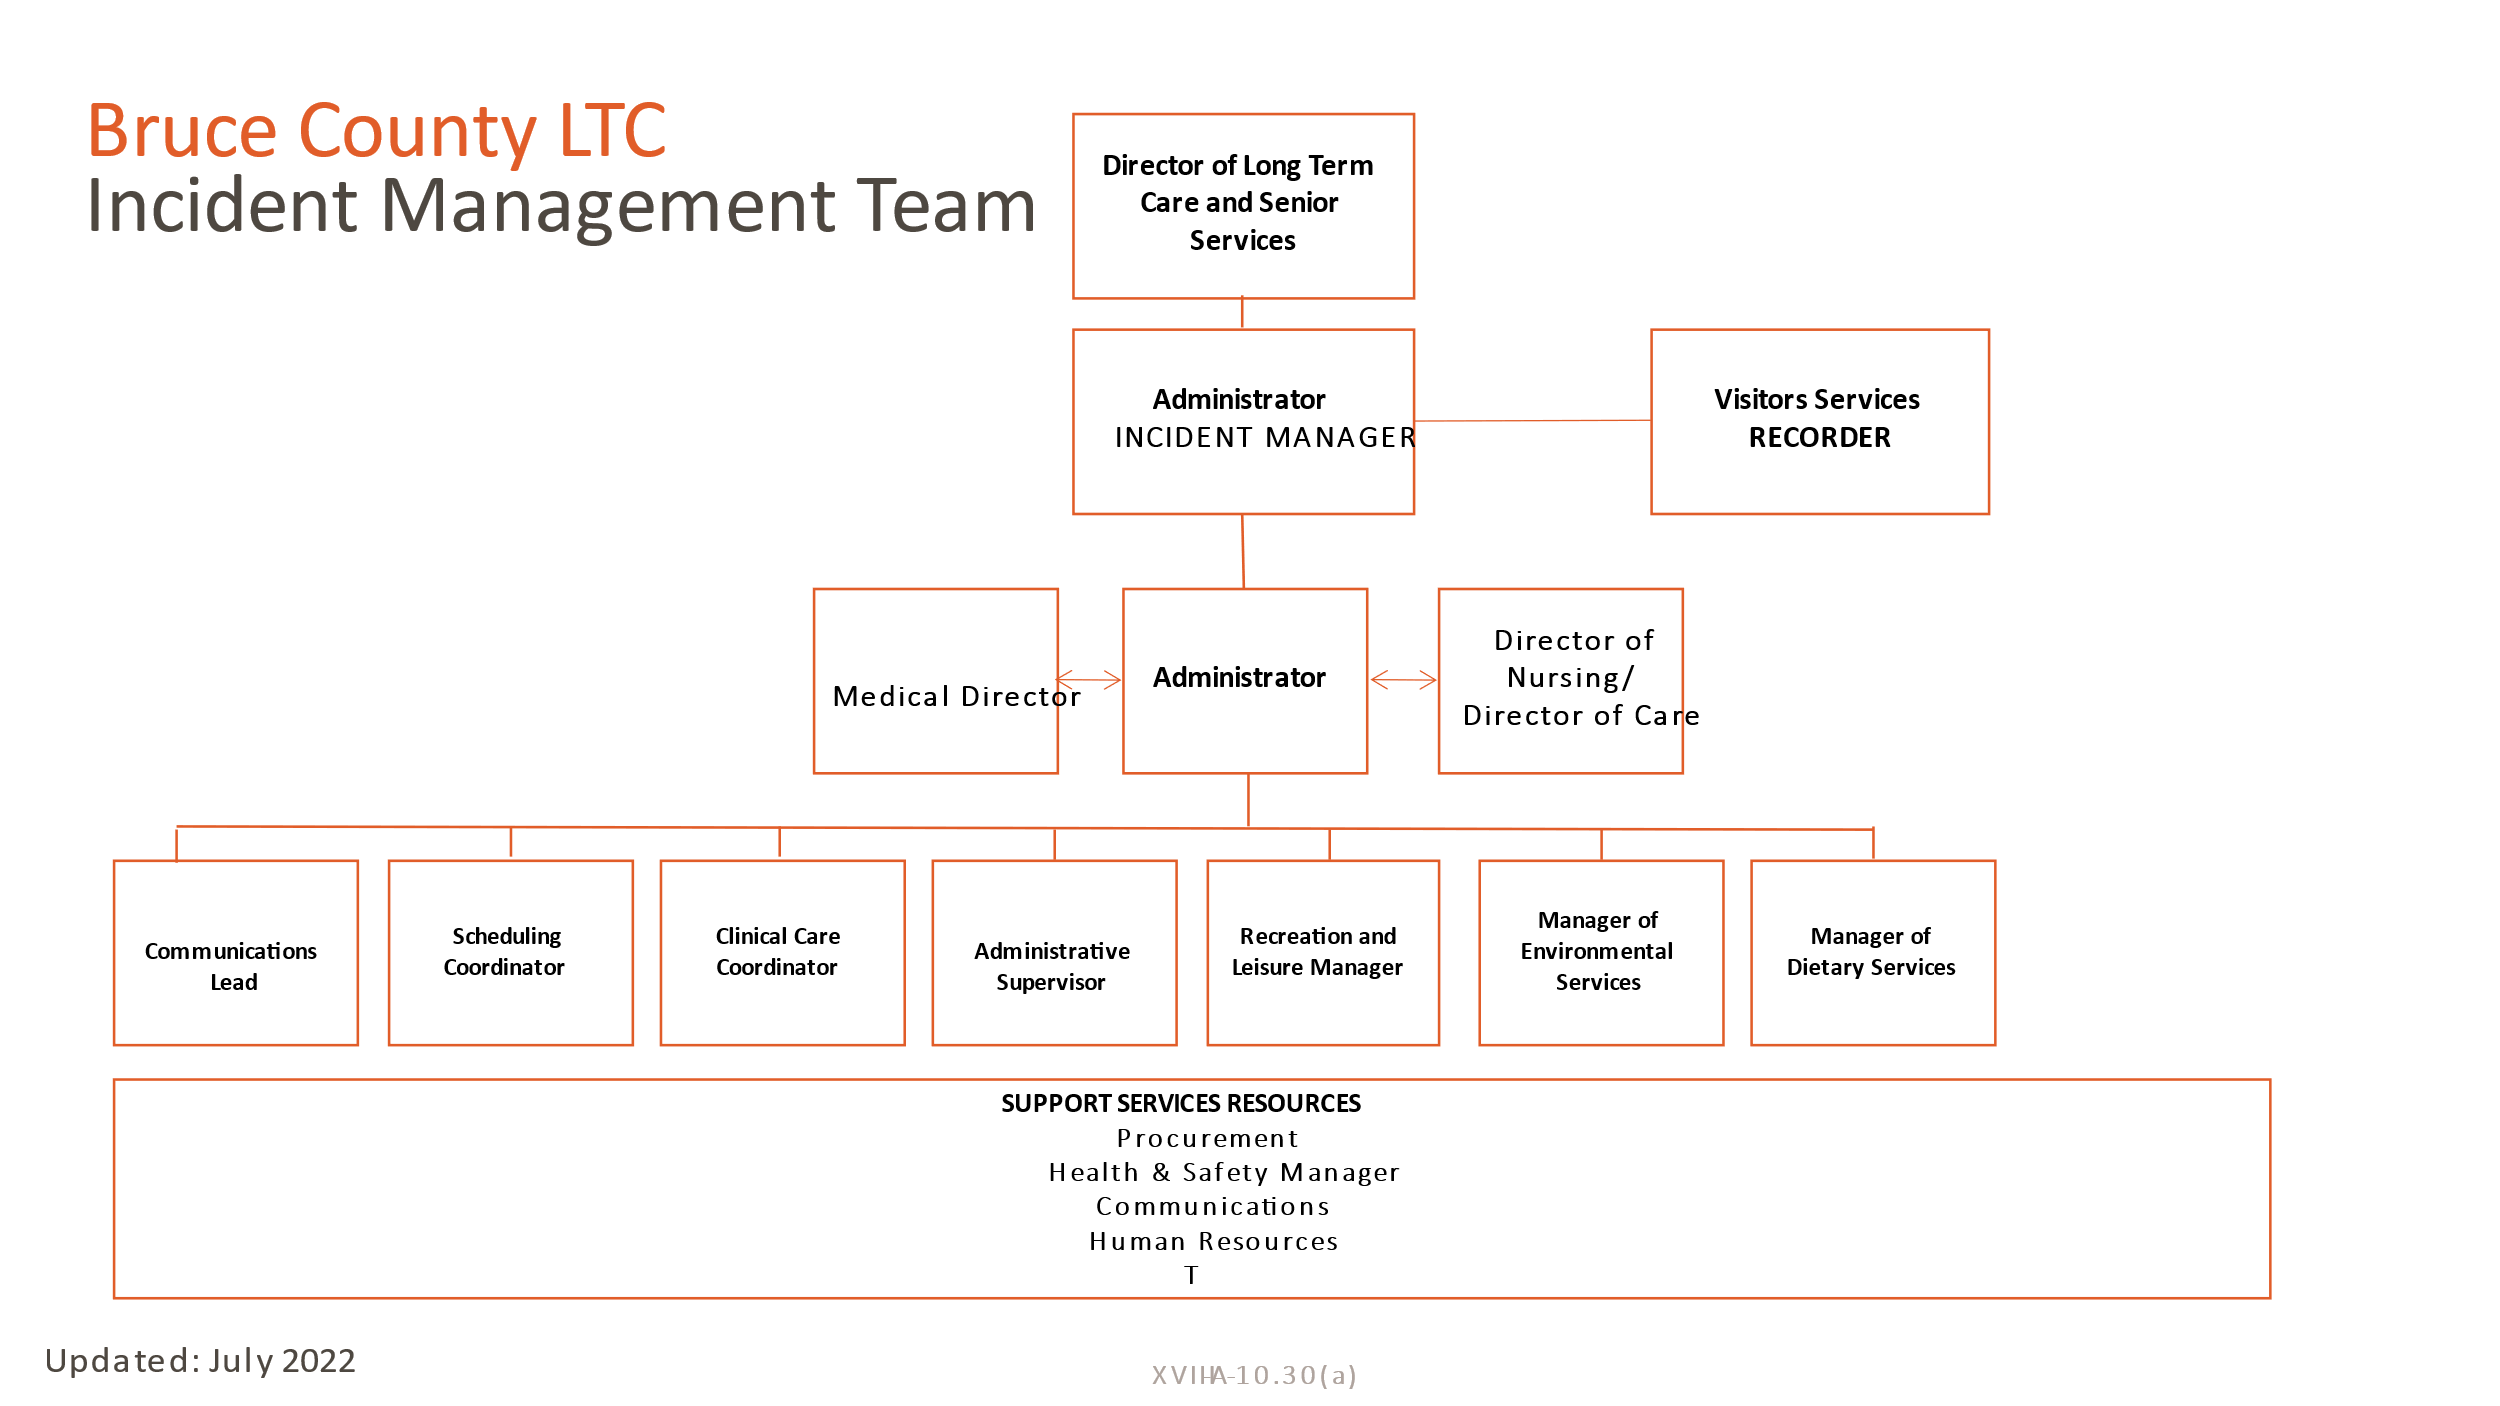 Bruce County LTC
Incident Management Team
Director of Long Term
Care and Senior
Services
Administrator
INCIDENT MANAGER
Visitors Services
RECORDER
Medical Director
Administrator
Director of
Nursing/
Director of Care
Communications
Lead
Scheduling
Coordinator
Clinical Care
Coordinator
Administrative
Supervisor
Recreation and
Leisure Manager
Manager of
Environmental
Services
Manager of
Dietary Services
SUPPORT SERVICES RESOURCES
Procurement
Health & Safety Manager
Communications
Human Resources
T
Updated: July 2022
XVII-A-10.30(a)